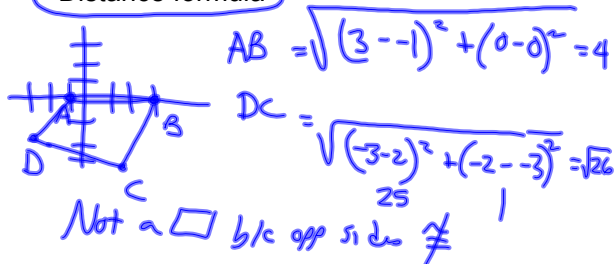 Distance formula
AB = √((3 - -1)² + (0-0)²) = 4
A
B
DC = √((-3-2)² + (-2 - -3)²) = √26
D
25 1
C
Not a ▱ b/c opp sides ≇